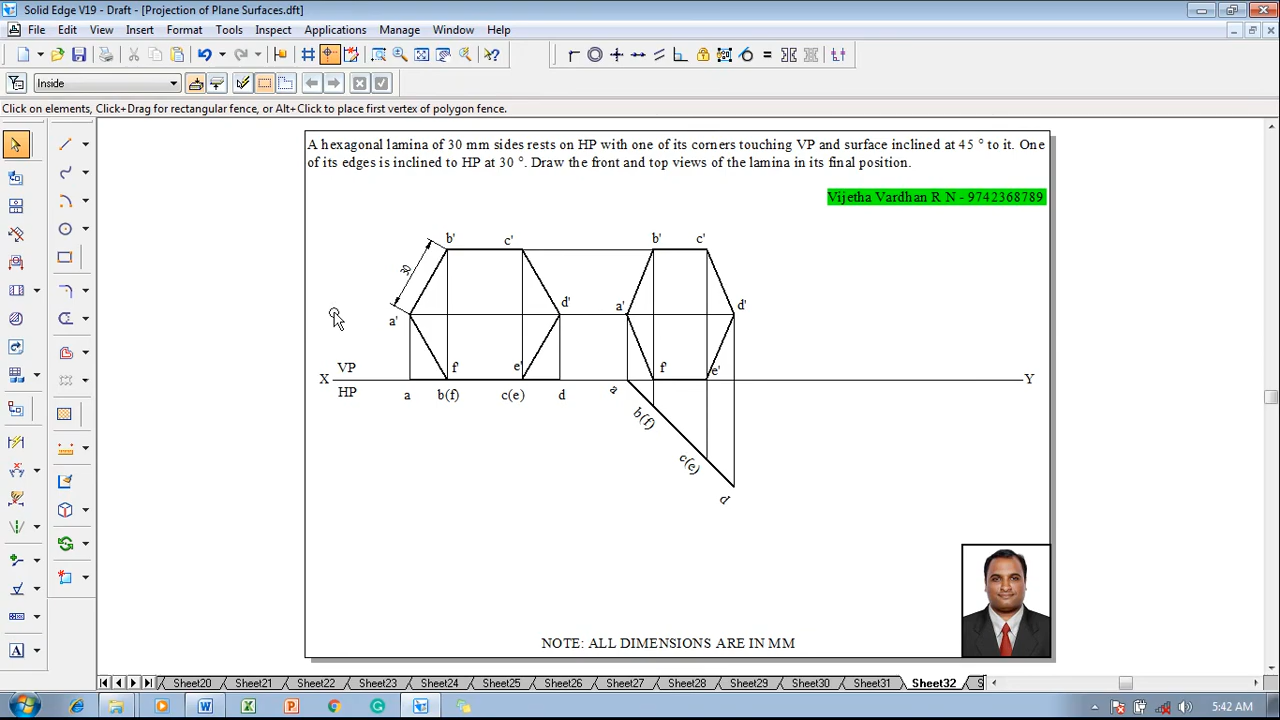 Solid Edge V19 - Draft - [Projection of Plane Surfaces.dft]
File Edit View Insert Format Tools Inspect Applications Manage Window Help
Inside
Click on elements, Click+Drag for rectangular fence, or Alt+Click to place first vertex of polygon fence.
A hexagonal lamina of 30 mm sides rests on HP with one of its corners touching VP and surface inclined at 45 ° to it. One
of its edges is inclined to HP at 30 °. Draw the front and top views of the lamina in its final position.
Vijetha Vardhan R N - 9742368789
b' c' b' c'
30
a' d' a' d'
VP f e' f e'
X Y
HP a b(f) c(e) d a
b(f)
c(e)
d
NOTE: ALL DIMENSIONS ARE IN MM
Sheet20 Sheet21 Sheet22 Sheet23 Sheet24 Sheet25 Sheet26 Sheet27 Sheet28 Sheet29 Sheet30 Sheet31 Sheet32 S
5:42 AM